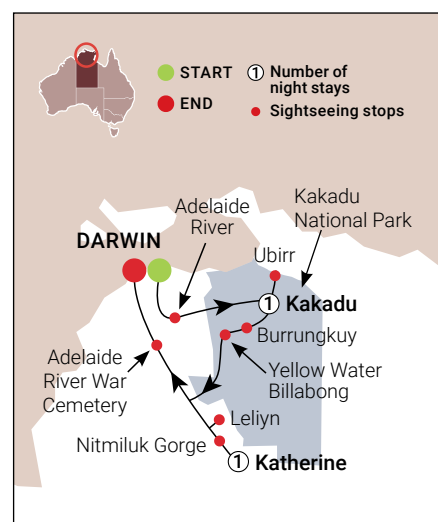 START
END
1 Number of
night stays
Sightseeing stops
Kakadu
National Park
Adelaide
River
DARWIN
Ubirr
1 Kakadu
Burrungkuy
Adelaide
River War
Cemetery
Yellow Water
Billabong
Leliyn
Nitmiluk Gorge
1 Katherine